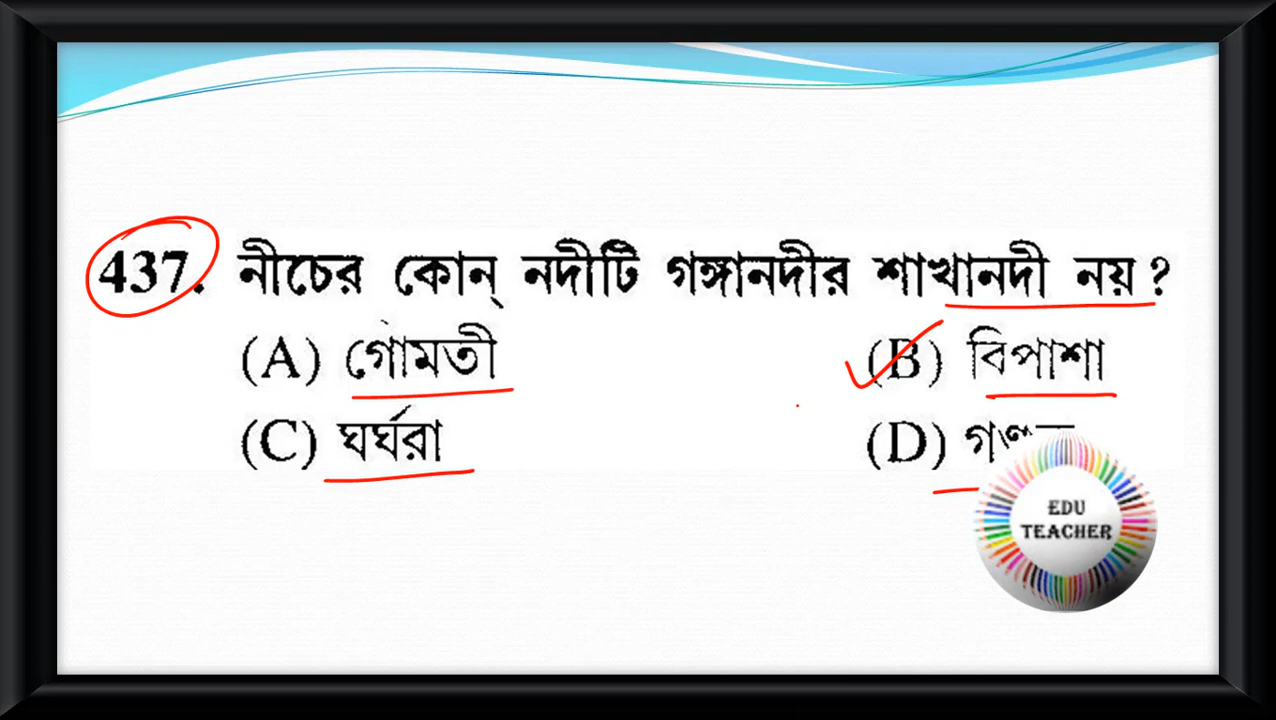 437. নীচের কোন্ নদীটি গঙ্গানদীর শাখানদী নয় ?
(A) গোমতী (B) বিপাশা
(C) ঘর্ঘরা (D)
EDU
TEACHER